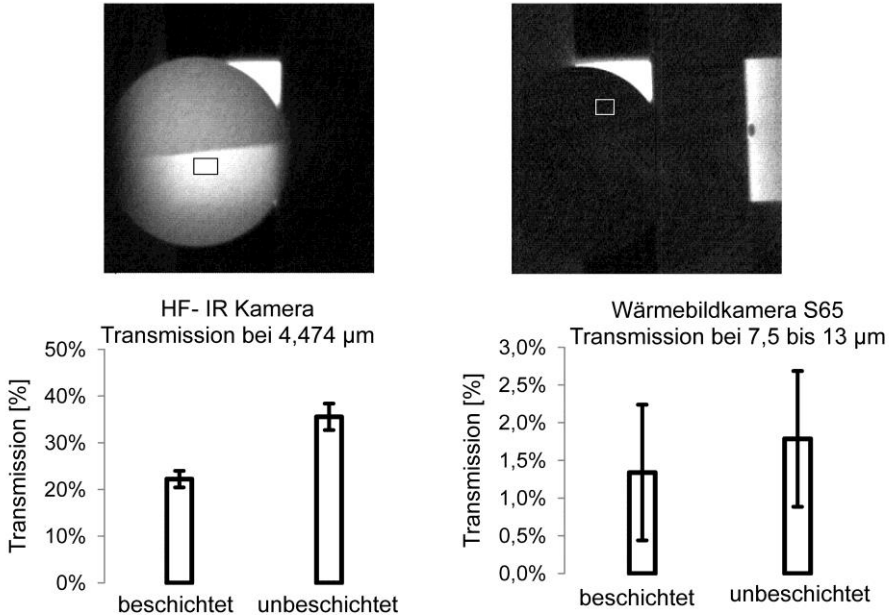 HF- IR Kamera
Transmission bei 4,474 µm
50%
40%
30%
20%
10%
0%
Transmission [%]
beschichtet unbeschichtet
Wärmebildkamera S65
Transmission bei 7,5 bis 13 µm
3,0%
2,5%
2,0%
1,5%
1,0%
0,5%
0,0%
Transmission [%]
beschichtet unbeschichtet